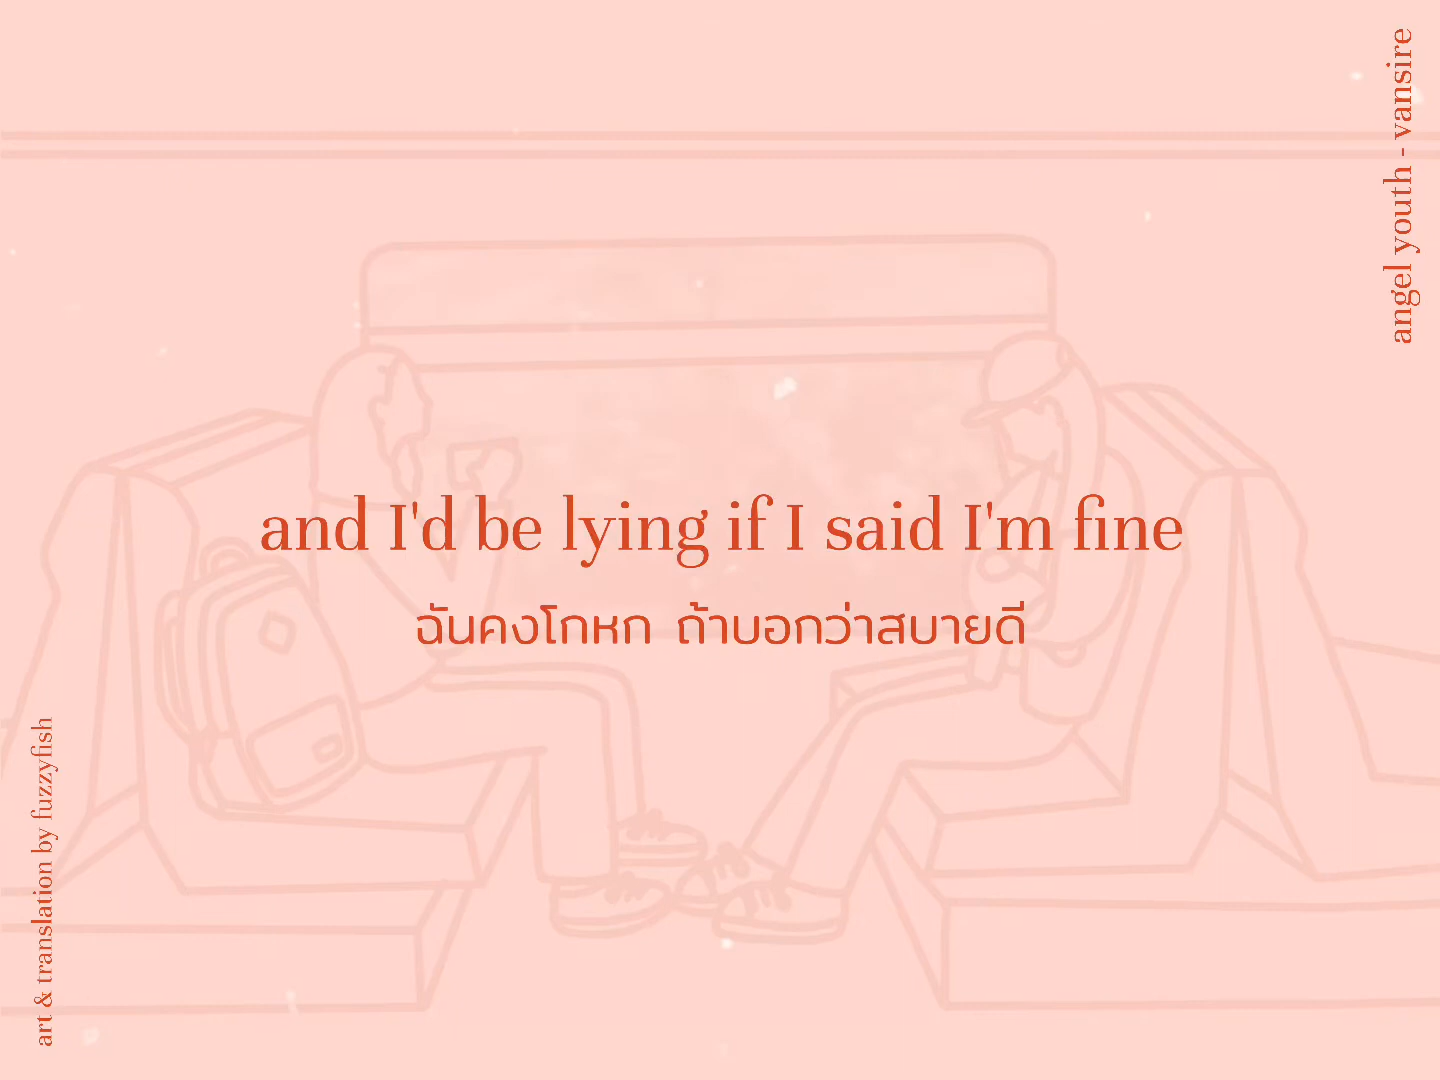 angel youth - vansire
and I'd be lying if I said I'm fine
ฉันคงโกหก ถ้าบอกว่าสบายดี
art & translation by fuzzyfish